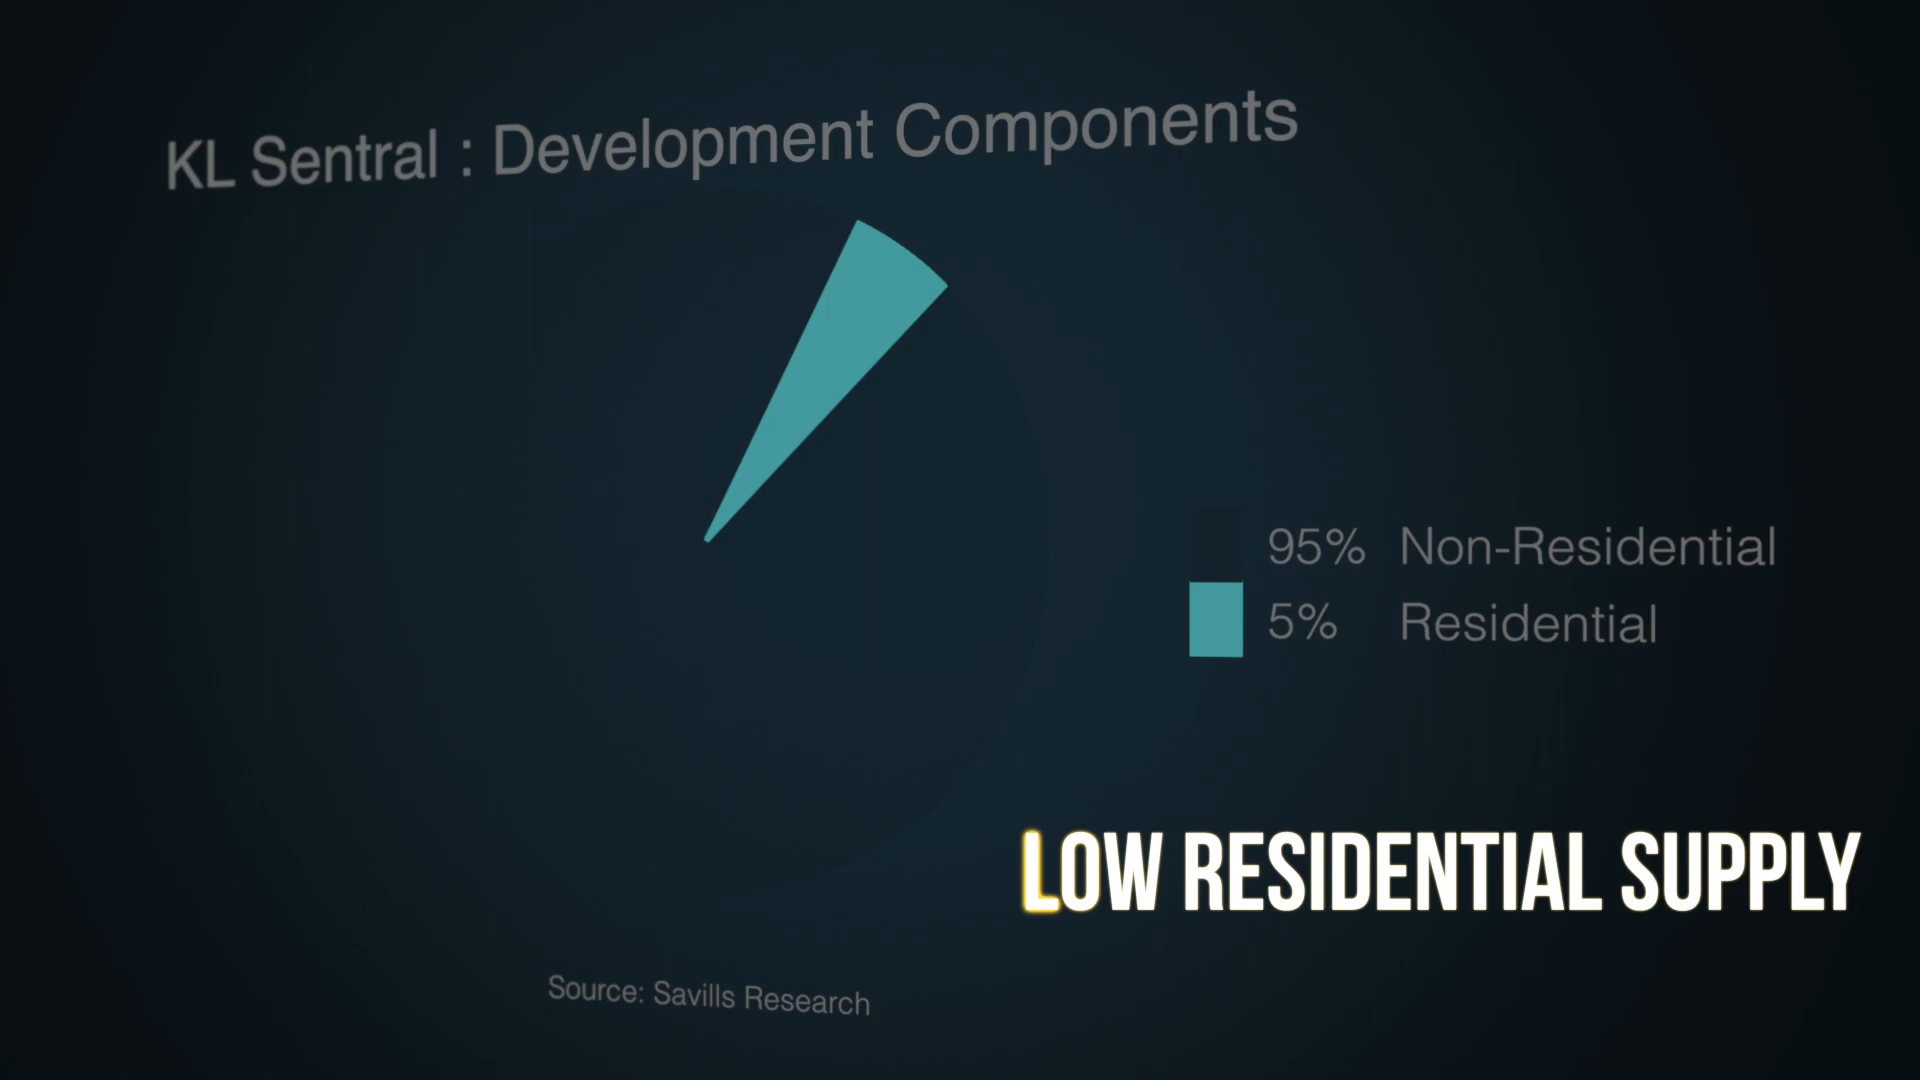 KL Sentral : Development Components
95% Non-Residential
5% Residential
LOW RESIDENTIAL SUPPLY
Source: Savills Research